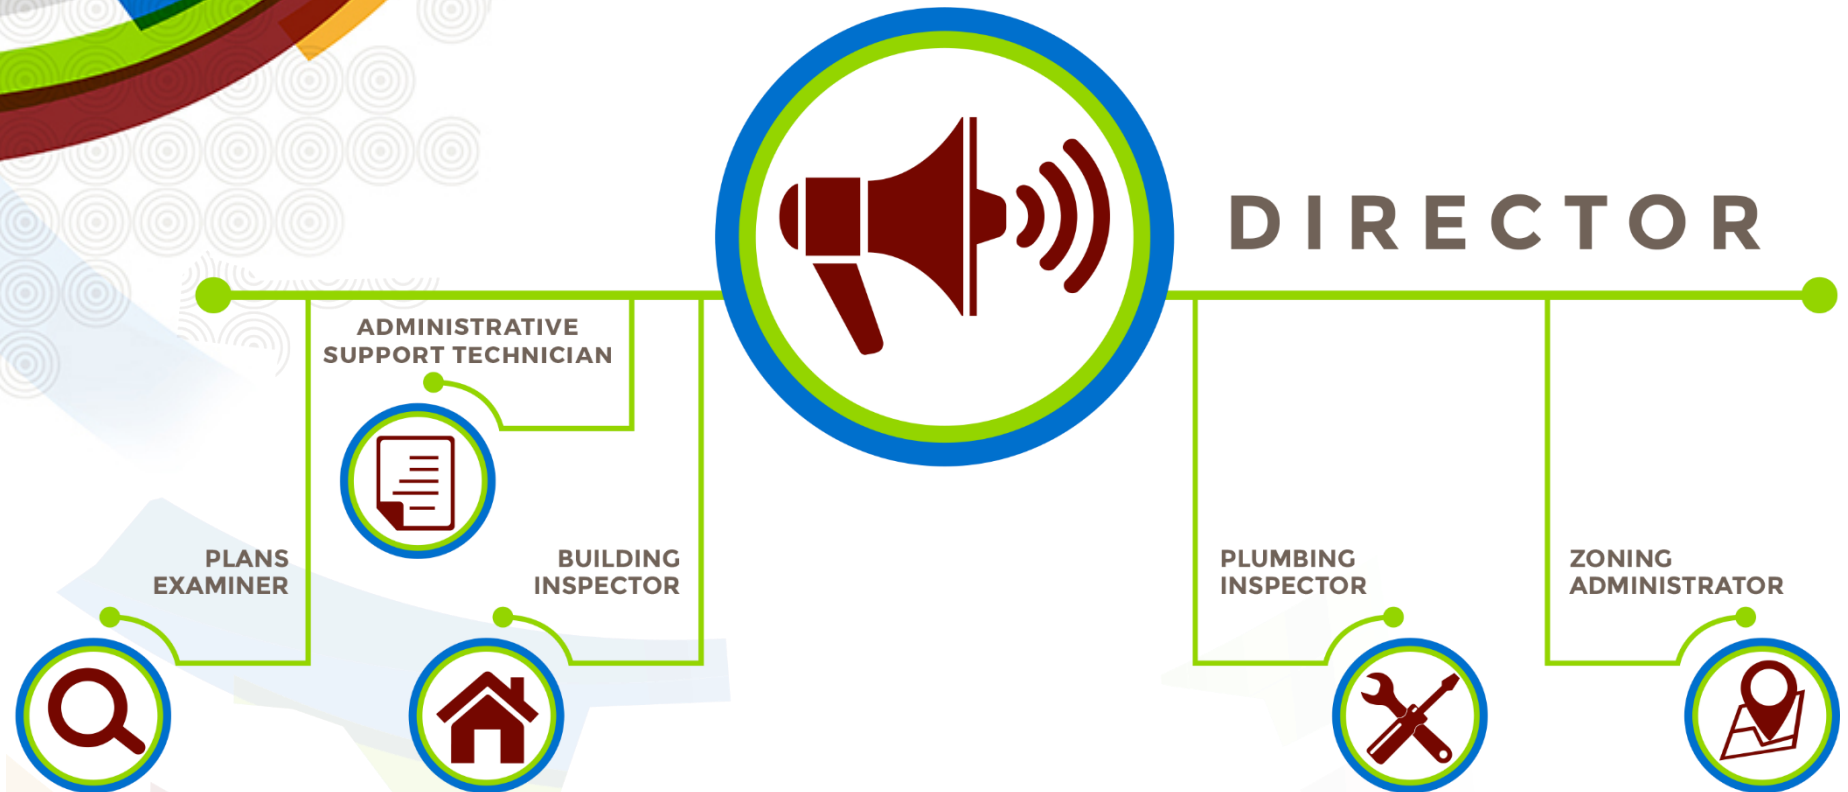 DIRECTOR
ADMINISTRATIVE
SUPPORT TECHNICIAN
PLANS
EXAMINER
BUILDING
INSPECTOR
PLUMBING
INSPECTOR
ZONING
ADMINISTRATOR